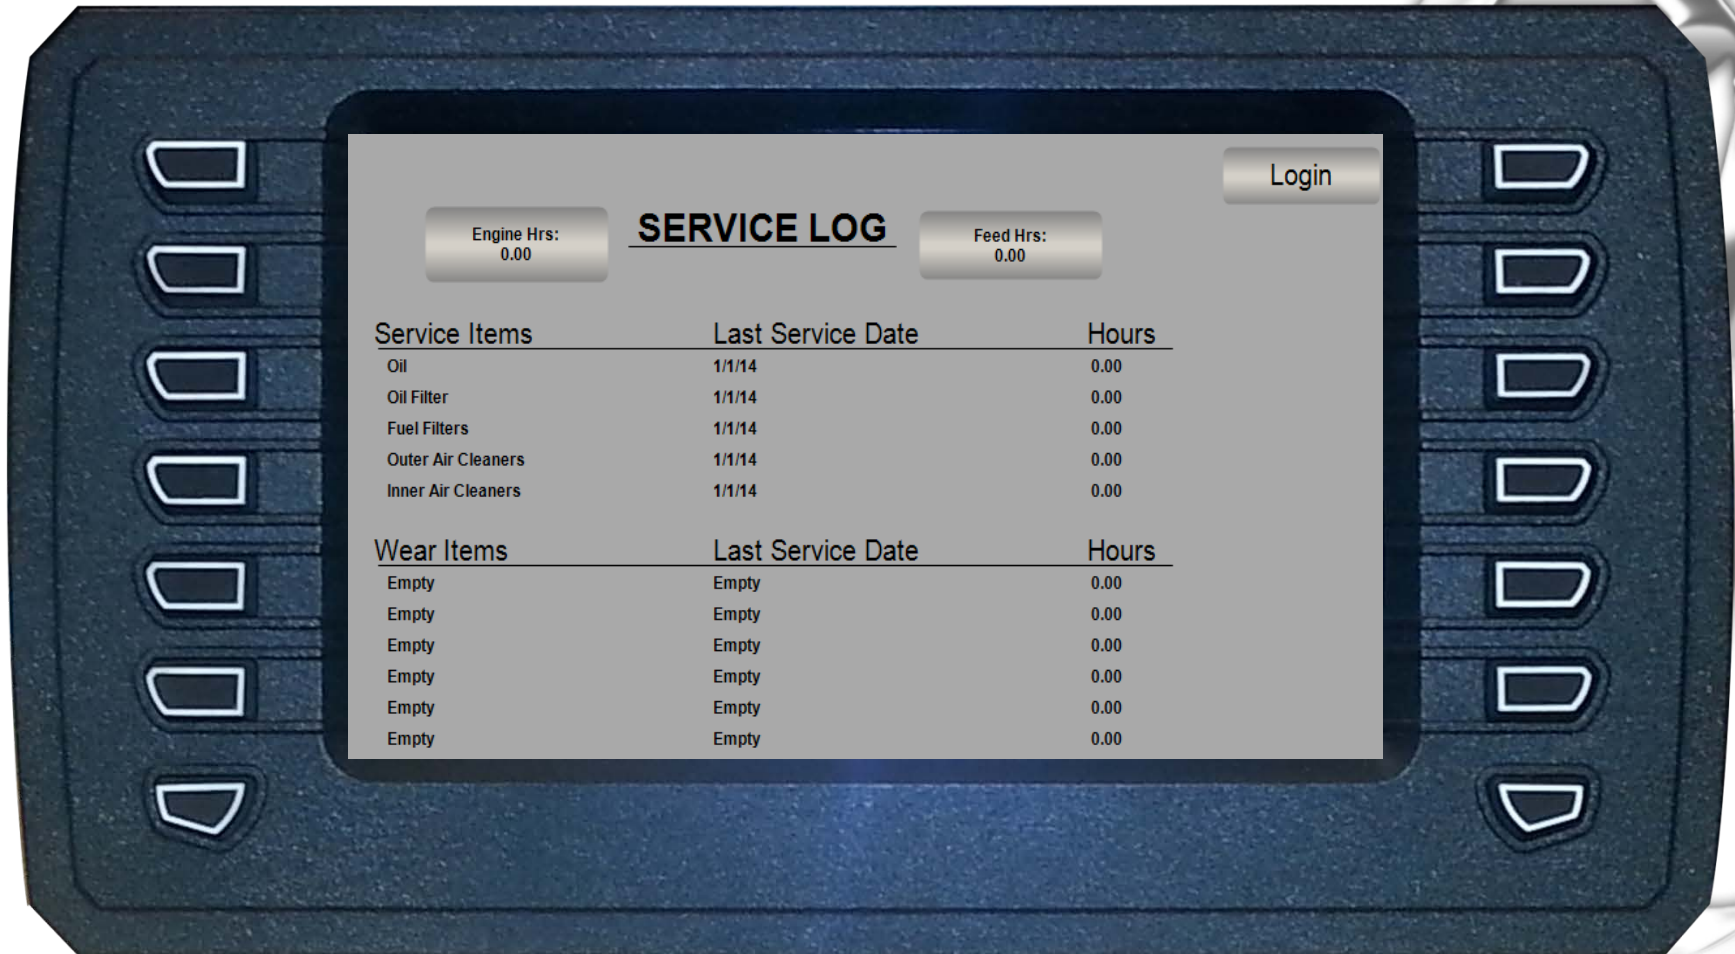 Login
SERVICE LOG
Engine Hrs:
0.00
Feed Hrs:
0.00
Service Items Last Service Date Hours
Oil 1/1/14 0.00
Oil Filter 1/1/14 0.00
Fuel Filters 1/1/14 0.00
Outer Air Cleaners 1/1/14 0.00
Inner Air Cleaners 1/1/14 0.00
Wear Items Last Service Date Hours
Empty Empty 0.00
Empty Empty 0.00
Empty Empty 0.00
Empty Empty 0.00
Empty Empty 0.00
Empty Empty 0.00